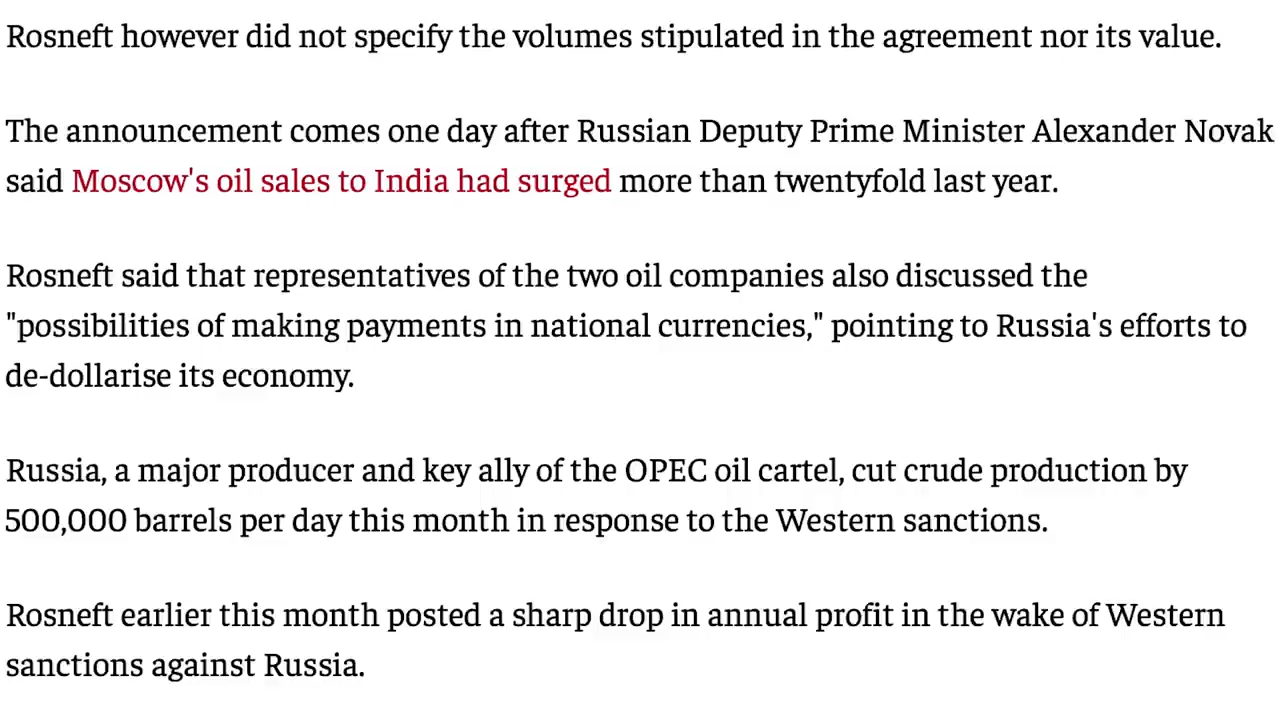 Rosneft however did not specify the volumes stipulated in the agreement nor its value.
The announcement comes one day after Russian Deputy Prime Minister Alexander Novak
said Moscow's oil sales to India had surged more than twentyfold last year.
Rosneft said that representatives of the two oil companies also discussed the
"possibilities of making payments in national currencies," pointing to Russia's efforts to
de-dollarise its economy.
Russia, a major producer and key ally of the OPEC oil cartel, cut crude production by
500,000 barrels per day this month in response to the Western sanctions.
Rosneft earlier this month posted a sharp drop in annual profit in the wake of Western
sanctions against Russia.